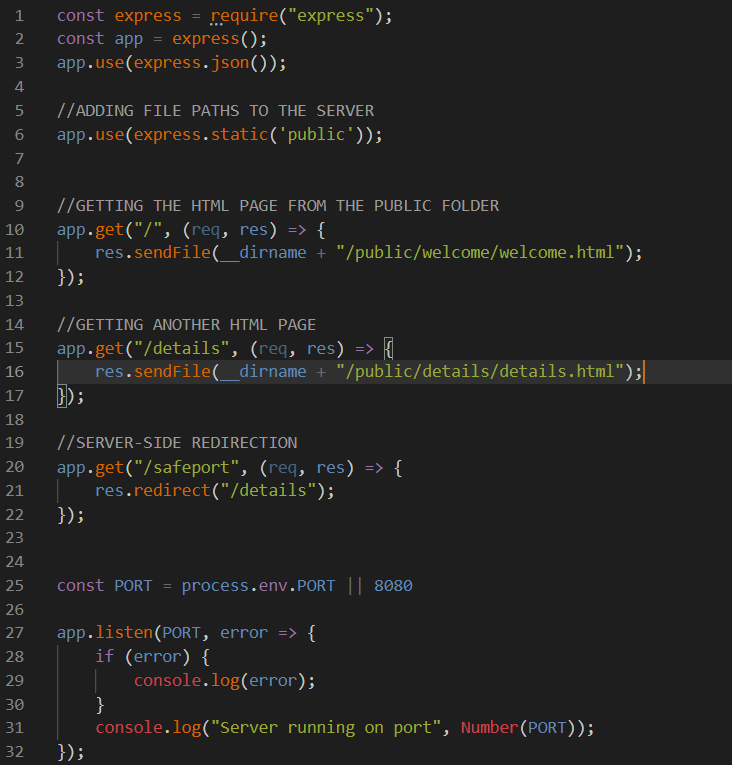 1 const express = require("express");
2 const app = express();
3 app.use(express.json());
4
5 //ADDING FILE PATHS TO THE SERVER
6 app.use(express.static('public'));
7
8
9 //GETTING THE HTML PAGE FROM THE PUBLIC FOLDER
10 app.get("/", (req, res) => {
11     res.sendFile(__dirname + "/public/welcome/welcome.html");
12 });
13
14 //GETTING ANOTHER HTML PAGE
15 app.get("/details", (req, res) => {
16     res.sendFile(__dirname + "/public/details/details.html");
17 });
18
19 //SERVER-SIDE REDIRECTION
20 app.get("/safeport", (req, res) => {
21     res.redirect("/details");
22 });
23
24
25 const PORT = process.env.PORT || 8080
26
27 app.listen(PORT, error => {
28     if (error) {
29         console.log(error);
30     }
31     console.log("Server running on port", Number(PORT));
32 });